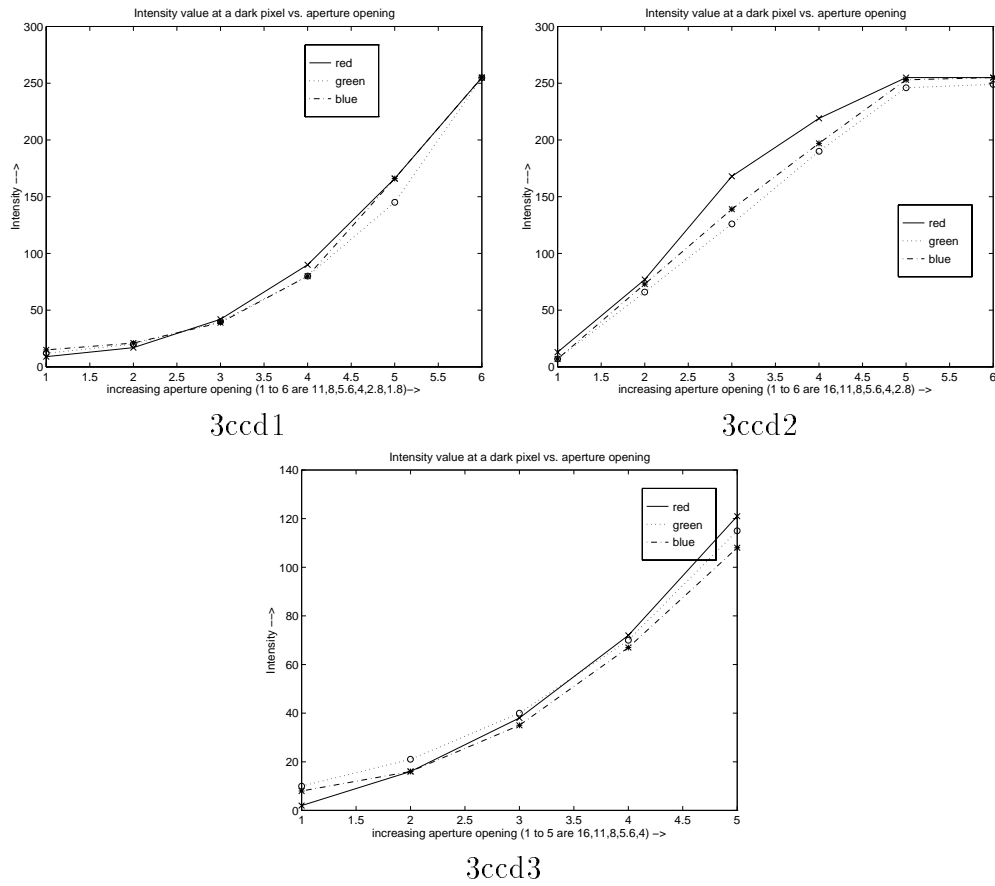 Intensity value at a dark pixel vs. aperture opening
300
250
200
150
100
50
0
Intensity --->
red
green
blue
1 1.5 2 2.5 3 3.5 4 4.5 5 5.5 6
increasing aperture opening (1 to 6 are 11,8,5.6,4,2.8,1.8)->
3ccd1
Intensity value at a dark pixel vs. aperture opening
300
250
200
150
100
50
0
Intensity --->
red
green
blue
1 1.5 2 2.5 3 3.5 4 4.5 5 5.5 6
increasing aperture opening (1 to 6 are 16,11,8,5.6,4,2.8)->
3ccd2
Intensity value at a dark pixel vs. aperture opening
140
120
100
80
60
40
20
0
Intensity --->
red
green
blue
1 1.5 2 2.5 3 3.5 4 4.5 5
increasing aperture opening (1 to 5 are 16,11,8,5.6,4) ->
3ccd3